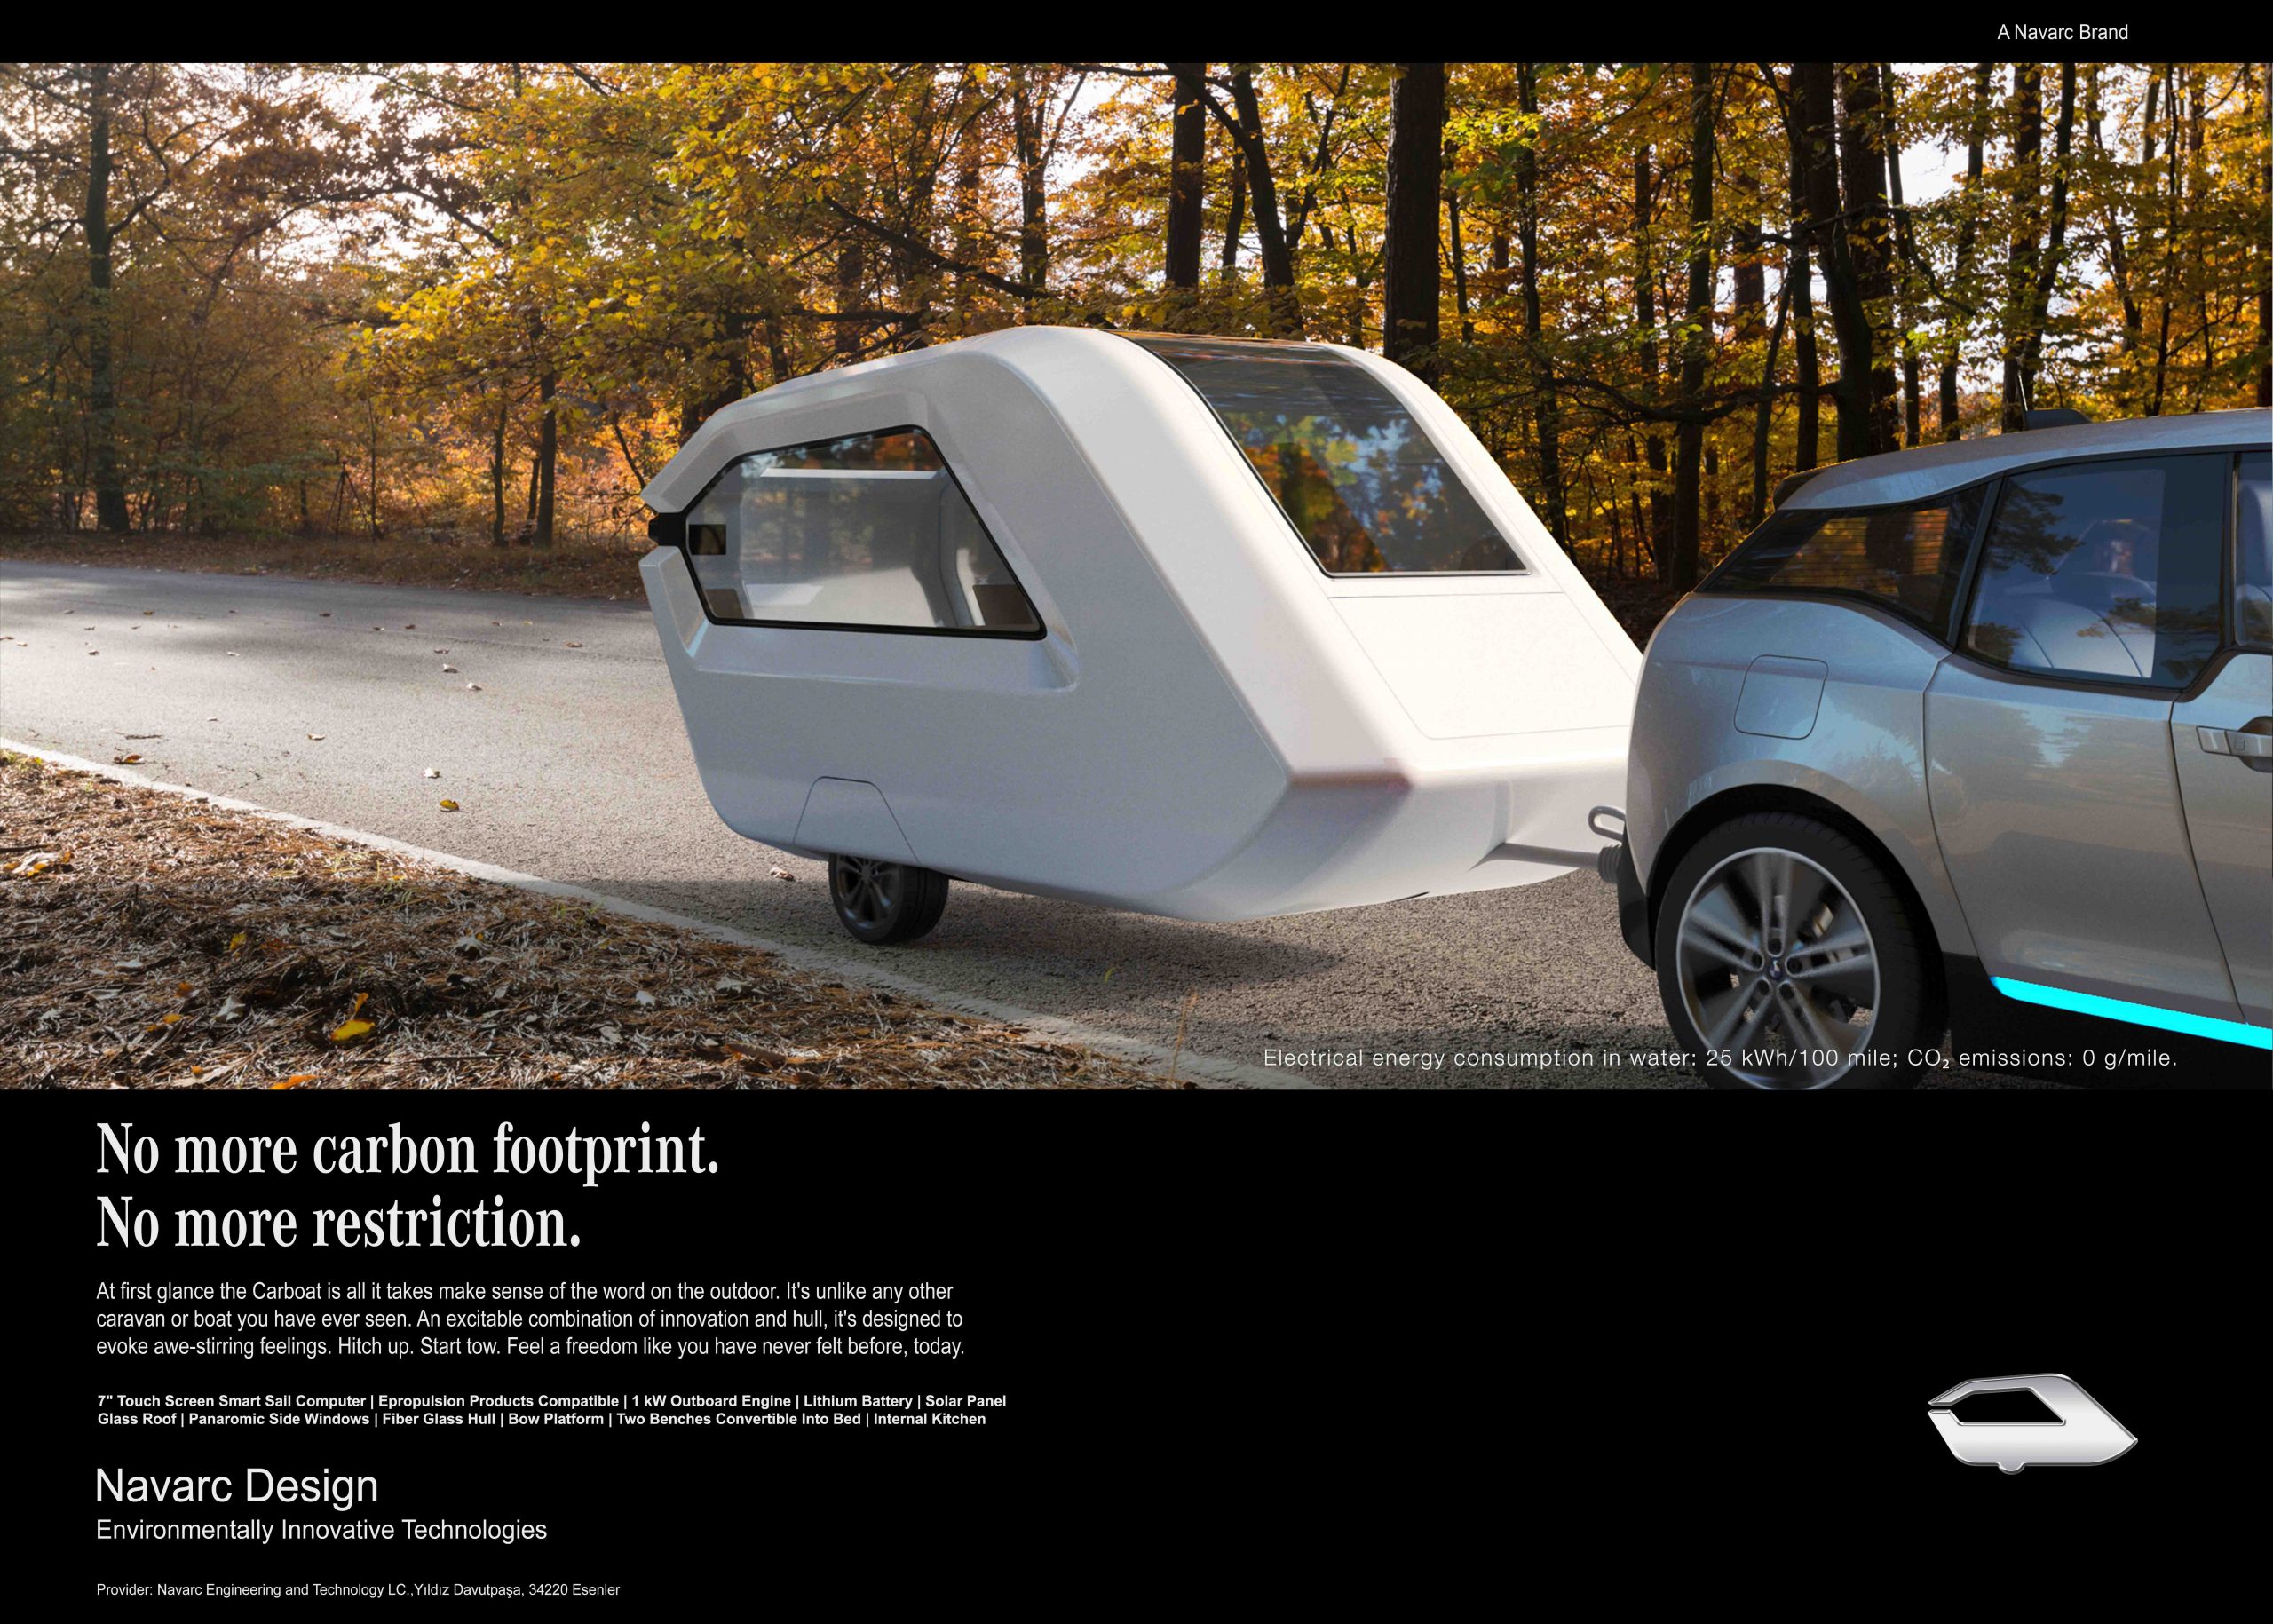 A Navarc Brand
Electrical energy consumption in water: 25 kWh/100 mile; CO₂ emissions: 0 g/mile.
No more carbon footprint.
No more restriction.
At first glance the Carboat is all it takes make sense of the word on the outdoor. It's unlike any other
caravan or boat you have ever seen. An excitable combination of innovation and hull, it's designed to
evoke awe-stirring feelings. Hitch up. Start tow. Feel a freedom like you have never felt before, today.
7" Touch Screen Smart Sail Computer | Epropulsion Products Compatible | 1 kW Outboard Engine | Lithium Battery | Solar Panel
Glass Roof | Panaromic Side Windows | Fiber Glass Hull | Bow Platform | Two Benches Convertible Into Bed | Internal Kitchen
Navarc Design
Environmentally Innovative Technologies
Provider: Navarc Engineering and Technology LC.,Yıldız Davutpaşa, 34220 Esenler